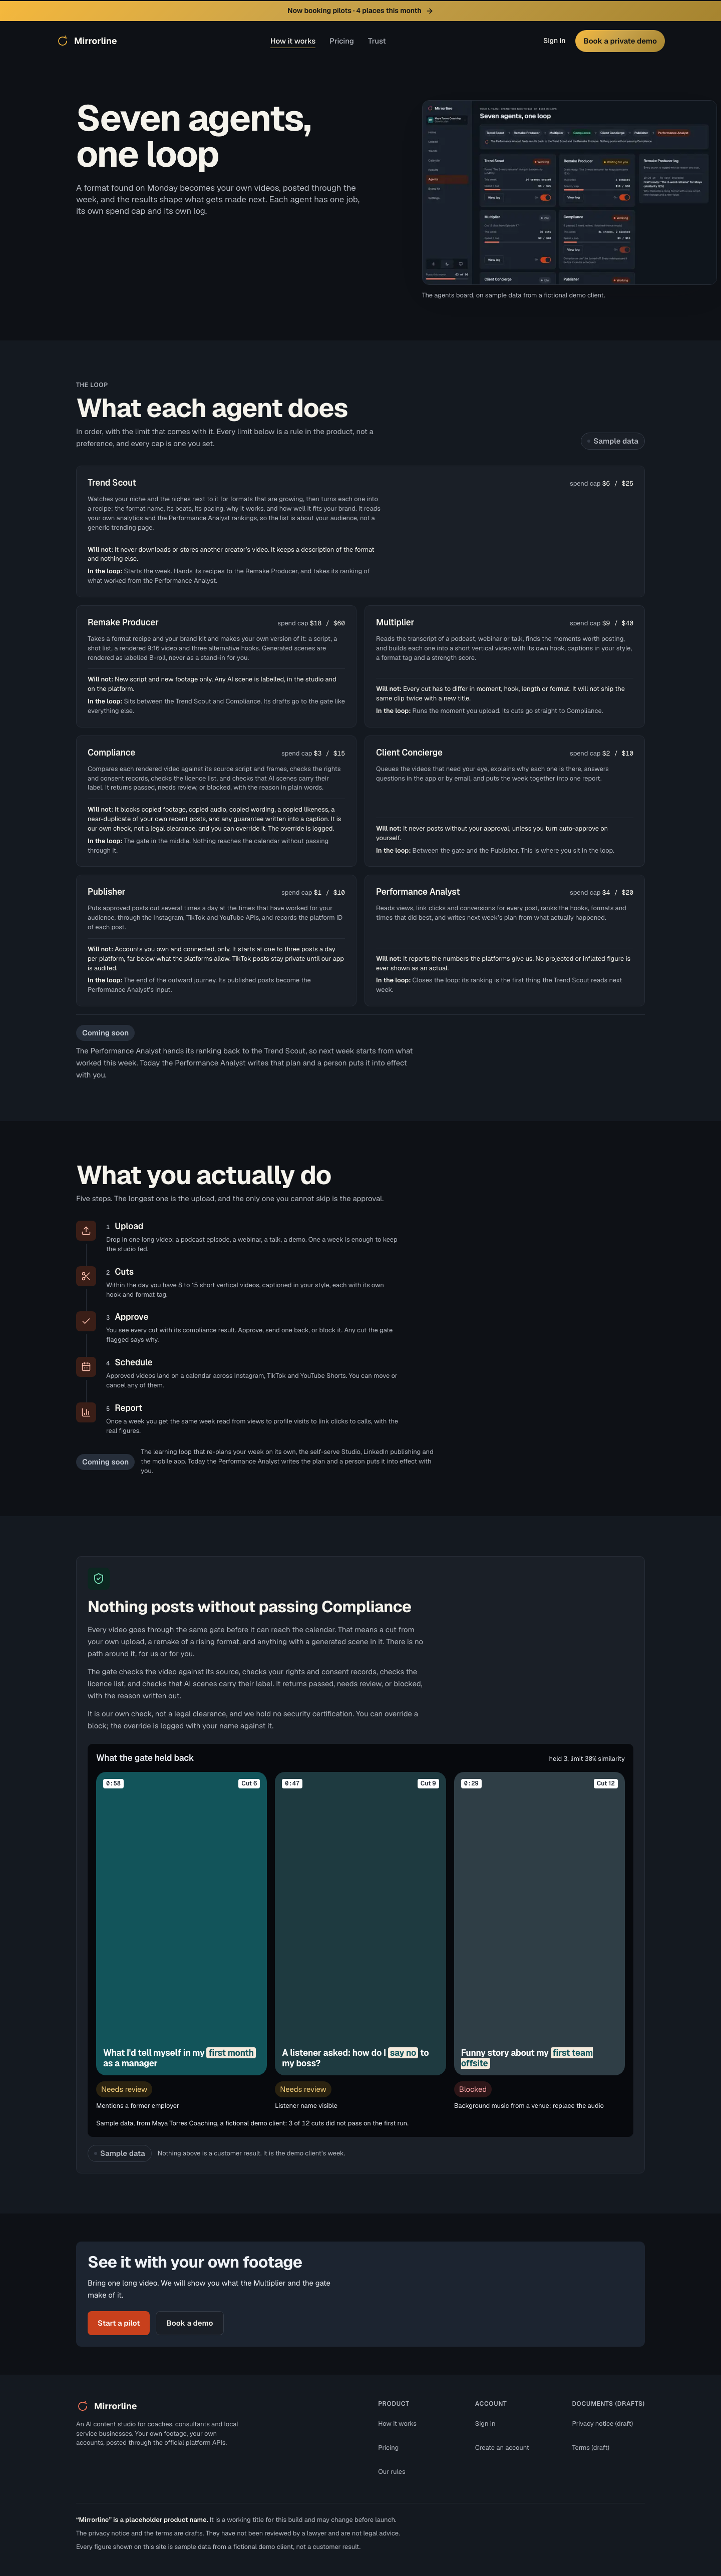 Now booking pilots · 4 places this month →
Mirrorline
How it works
Pricing
Trust
Sign in
Book a private demo
Seven agents,
one loop
A format found on Monday becomes your own videos, posted through the
week, and the results shape what gets made next. Each agent has one job,
its own spend cap and its own log.
Mirrorline
Seven agents, one loop
Trend Scout
Remake Producer
Multiplier
Compliance
Client Concierge
Publisher
Performance Analyst
Trend Scout
Working
Remake Producer
Waiting for you
Remake Producer log
View log
View log
Multiplier
Compliance
Working
View log
View log
Client Concierge
Publisher
Working
The agents board, on sample data from a fictional demo client.
THE LOOP
What each agent does
In order, with the limit that comes with it. Every limit below is a rule in the product, not a
preference, and every cap is one you set.
Sample data
Trend Scout
spend cap $6 / $25
Watches your niche and the niches next to it for formats that are growing, then turns each one into
a recipe: the format name, its beats, its pacing, why it works, and how well it fits your brand. It reads
your own analytics and the Performance Analyst rankings, so the list is about your audience, not a
generic trending page.
Will not: It never downloads or stores another creator's video. It keeps a description of the format
and nothing else.
In the loop: Starts the week. Hands its recipes to the Remake Producer, and takes its ranking of
what worked from the Performance Analyst.
Remake Producer
spend cap $18 / $60
Takes a format recipe and your brand kit and makes your own version of it: a script, a
shot list, a rendered 9:16 video and three alternative hooks. Generated scenes are
rendered as labelled B-roll, never as a stand-in for you.
Will not: New script and new footage only. Any AI scene is labelled, in the studio and
on the platform.
In the loop: Sits between the Trend Scout and Compliance. Its drafts go to the gate like
everything else.
Multiplier
spend cap $9 / $40
Reads the transcript of a podcast, webinar or talk, finds the moments worth posting,
and builds each one into a short vertical video with its own hook, captions in your style,
a format tag and a strength score.
Will not: Every cut has to differ in moment, hook, length or format. It will not ship the
same clip twice with a new title.
In the loop: Runs the moment you upload. Its cuts go straight to Compliance.
Compliance
spend cap $3 / $15
Compares each rendered video against its source script and frames, checks the rights
and consent records, checks the licence list, and checks that AI scenes carry their
label. It returns passed, needs review, or blocked, with the reason in plain words.
Will not: It blocks copied footage, copied audio, copied wording, a copied likeness, a
near-duplicate of your own recent posts, and any guarantee written into a caption. It is
our own check, not a legal clearance, and you can override it. The override is logged.
In the loop: The gate in the middle. Nothing reaches the calendar without passing
through it.
Client Concierge
spend cap $2 / $10
Queues the videos that need your eye, explains why each one is there, answers
questions in the app or by email, and puts the week together into one report.
Will not: It never posts without your approval, unless you turn auto-approve on
yourself.
In the loop: Between the gate and the Publisher. This is where you sit in the loop.
Publisher
spend cap $1 / $10
Puts approved posts out several times a day at the times that have worked for your
audience, through the Instagram, TikTok and YouTube APIs, and records the platform ID
of each post.
Will not: Accounts you own and connected, only. It starts at one to three posts a day
per platform, far below what the platforms allow. TikTok posts stay private until our app
is audited.
In the loop: The end of the outward journey. Its published posts become the
Performance Analyst's input.
Performance Analyst
spend cap $4 / $20
Reads views, link clicks and conversions for every post, ranks the hooks, formats and
times that did best, and writes next week's plan from what actually happened.
Will not: It reports the numbers the platforms give us. No projected or inflated figure is
ever shown as an actual.
In the loop: Closes the loop: its ranking is the first thing the Trend Scout reads next
week.
Coming soon
The Performance Analyst hands its ranking back to the Trend Scout, so next week starts from what
worked this week. Today the Performance Analyst writes that plan and a person puts it into effect
with you.
What you actually do
Five steps. The longest one is the upload, and the only one you cannot skip is the approval.
1 Upload
Drop in one long video: a podcast episode, a webinar, a talk, a demo. One a week is enough to keep
the studio fed.
2 Cuts
Within the day you have 8 to 15 short vertical videos, captioned in your style, each with its own
hook and format tag.
3 Approve
You see every cut with its compliance result. Approve, send one back, or block it. Any cut the gate
flagged says why.
4 Schedule
Approved videos land on a calendar across Instagram, TikTok and YouTube Shorts. You can move or
cancel any of them.
5 Report
Once a week you get the same week read from views to profile visits to link clicks to calls, with the
real figures.
Coming soon
The learning loop that re-plans your week on its own, the self-serve Studio, LinkedIn publishing and
the mobile app. Today the Performance Analyst writes the plan and a person puts it into effect with
you.
Nothing posts without passing Compliance
Every video goes through the same gate before it can reach the calendar. That means a cut from
your own upload, a remake of a rising format, and anything with a generated scene in it. There is no
path around it, for us or for you.
The gate checks the video against its source, checks your rights and consent records, checks the
licence list, and checks that AI scenes carry their label. It returns passed, needs review, or blocked,
with the reason written out.
It is our own check, not a legal clearance, and we hold no security certification. You can override a
block; the override is logged with your name against it.
What the gate held back
held 3, limit 30% similarity
0:58
Cut 6
What I'd tell myself in my first month
as a manager
0:47
Cut 9
A listener asked: how do I say no to
my boss?
0:29
Cut 12
Funny story about my first team
offsite
Needs review
Mentions a former employer
Needs review
Listener name visible
Blocked
Background music from a venue; replace the audio
Sample data, from Maya Torres Coaching, a fictional demo client: 3 of 12 cuts did not pass on the first run.
Sample data
Nothing above is a customer result. It is the demo client's week.
See it with your own footage
Bring one long video. We will show you what the Multiplier and the gate
make of it.
Start a pilot
Book a demo
Mirrorline
An AI content studio for coaches, consultants and local
service businesses. Your own footage, your own
accounts, posted through the official platform APIs.
PRODUCT
How it works
Pricing
Our rules
ACCOUNT
Sign in
Create an account
DOCUMENTS (DRAFTS)
Privacy notice (draft)
Terms (draft)
"Mirrorline" is a placeholder product name. It is a working title for this build and may change before launch.
The privacy notice and the terms are drafts. They have not been reviewed by a lawyer and are not legal advice.
Every figure shown on this site is sample data from a fictional demo client, not a customer result.